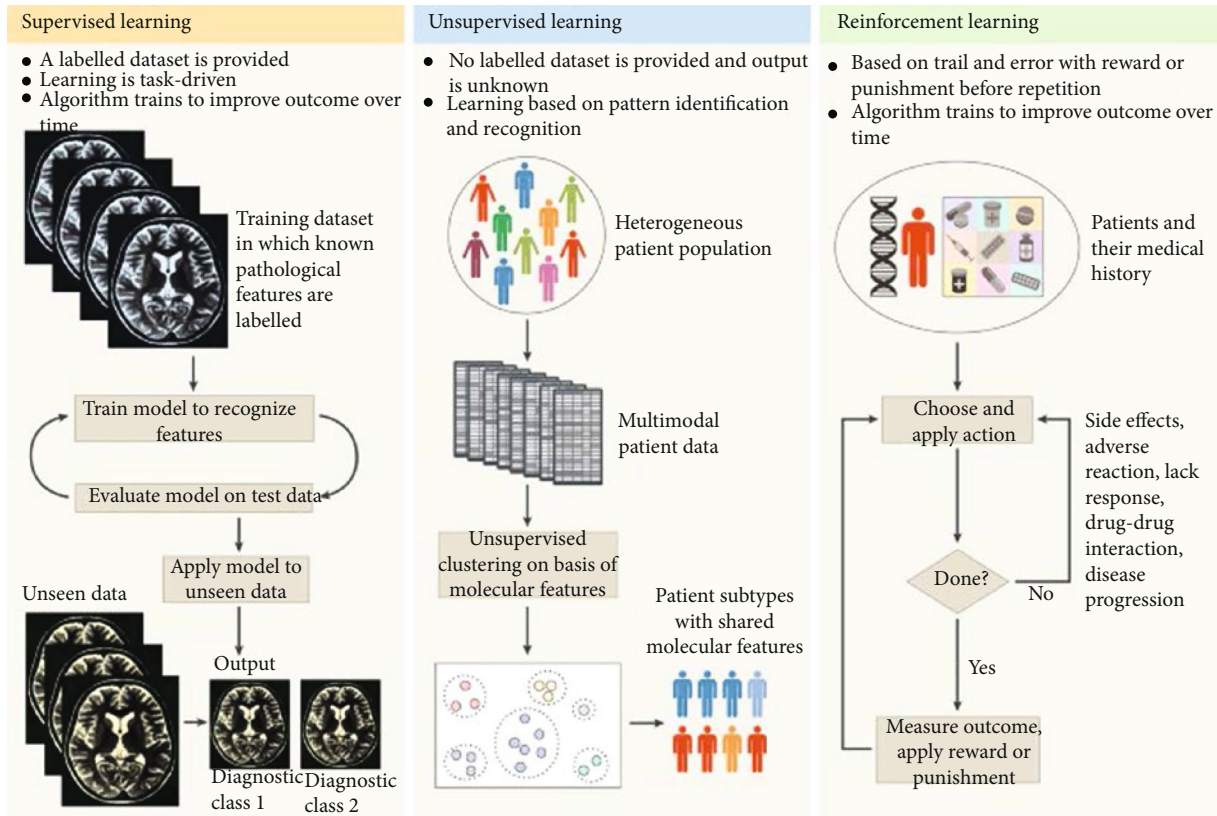 Supervised learning
• A labelled dataset is provided
• Learning is task-driven
• Algorithm trains to improve outcome over
time
Training dataset
in which known
pathological
features are
labelled
Train model to recognize
features
Evaluate model on test data
Apply model to
unseen data
Unseen data
Output
Diagnostic
class 1
Diagnostic
class 2
Unsupervised learning
• No labelled dataset is provided and output
is unknown
• Learning based on pattern identification
and recognition
Heterogeneous
patient population
Multimodal
patient data
Unsupervised
clustering on basis of
molecular features
Patient subtypes
with shared
molecular features
Reinforcement learning
• Based on trail and error with reward or
punishment before repetition
• Algorithm trains to improve outcome over
time
Patients and
their medical
history
Choose and
apply action
Side effects,
adverse
reaction, lack
response,
drug-drug
interaction,
disease
progression
Done?
No
Yes
Measure outcome,
apply reward or
punishment